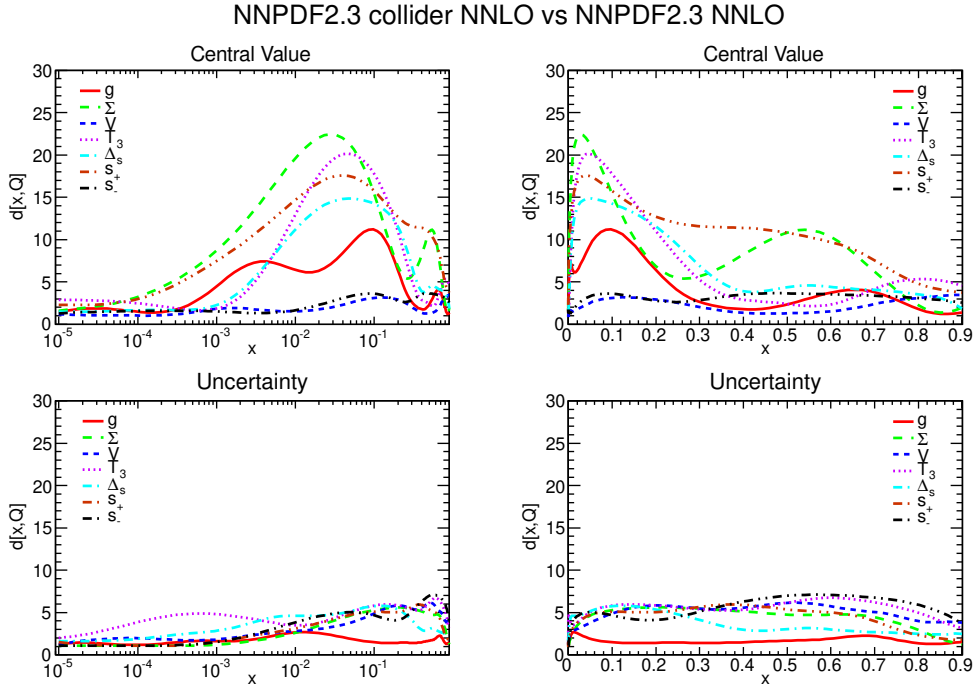 NNPDF2.3 collider NNLO vs NNPDF2.3 NNLO
Central Value
30
25
20
15
10
5
0
d[x,Q]
g
Σ
V
T₃
Δₛ
s₊
s₋
10⁻⁵
10⁻⁴
10⁻³
10⁻²
10⁻¹
x
Central Value
30
25
20
15
10
5
0
d[x,Q]
g
Σ
V
T₃
Δₛ
s₊
s₋
0 0.1 0.2 0.3 0.4 0.5 0.6 0.7 0.8 0.9
x
Uncertainty
30
25
20
15
10
5
0
d[x,Q]
g
Σ
V
T₃
Δₛ
s₊
s₋
10⁻⁵
10⁻⁴
10⁻³
10⁻²
10⁻¹
x
Uncertainty
30
25
20
15
10
5
0
d[x,Q]
g
Σ
V
T₃
Δₛ
s₊
s₋
0 0.1 0.2 0.3 0.4 0.5 0.6 0.7 0.8 0.9
x